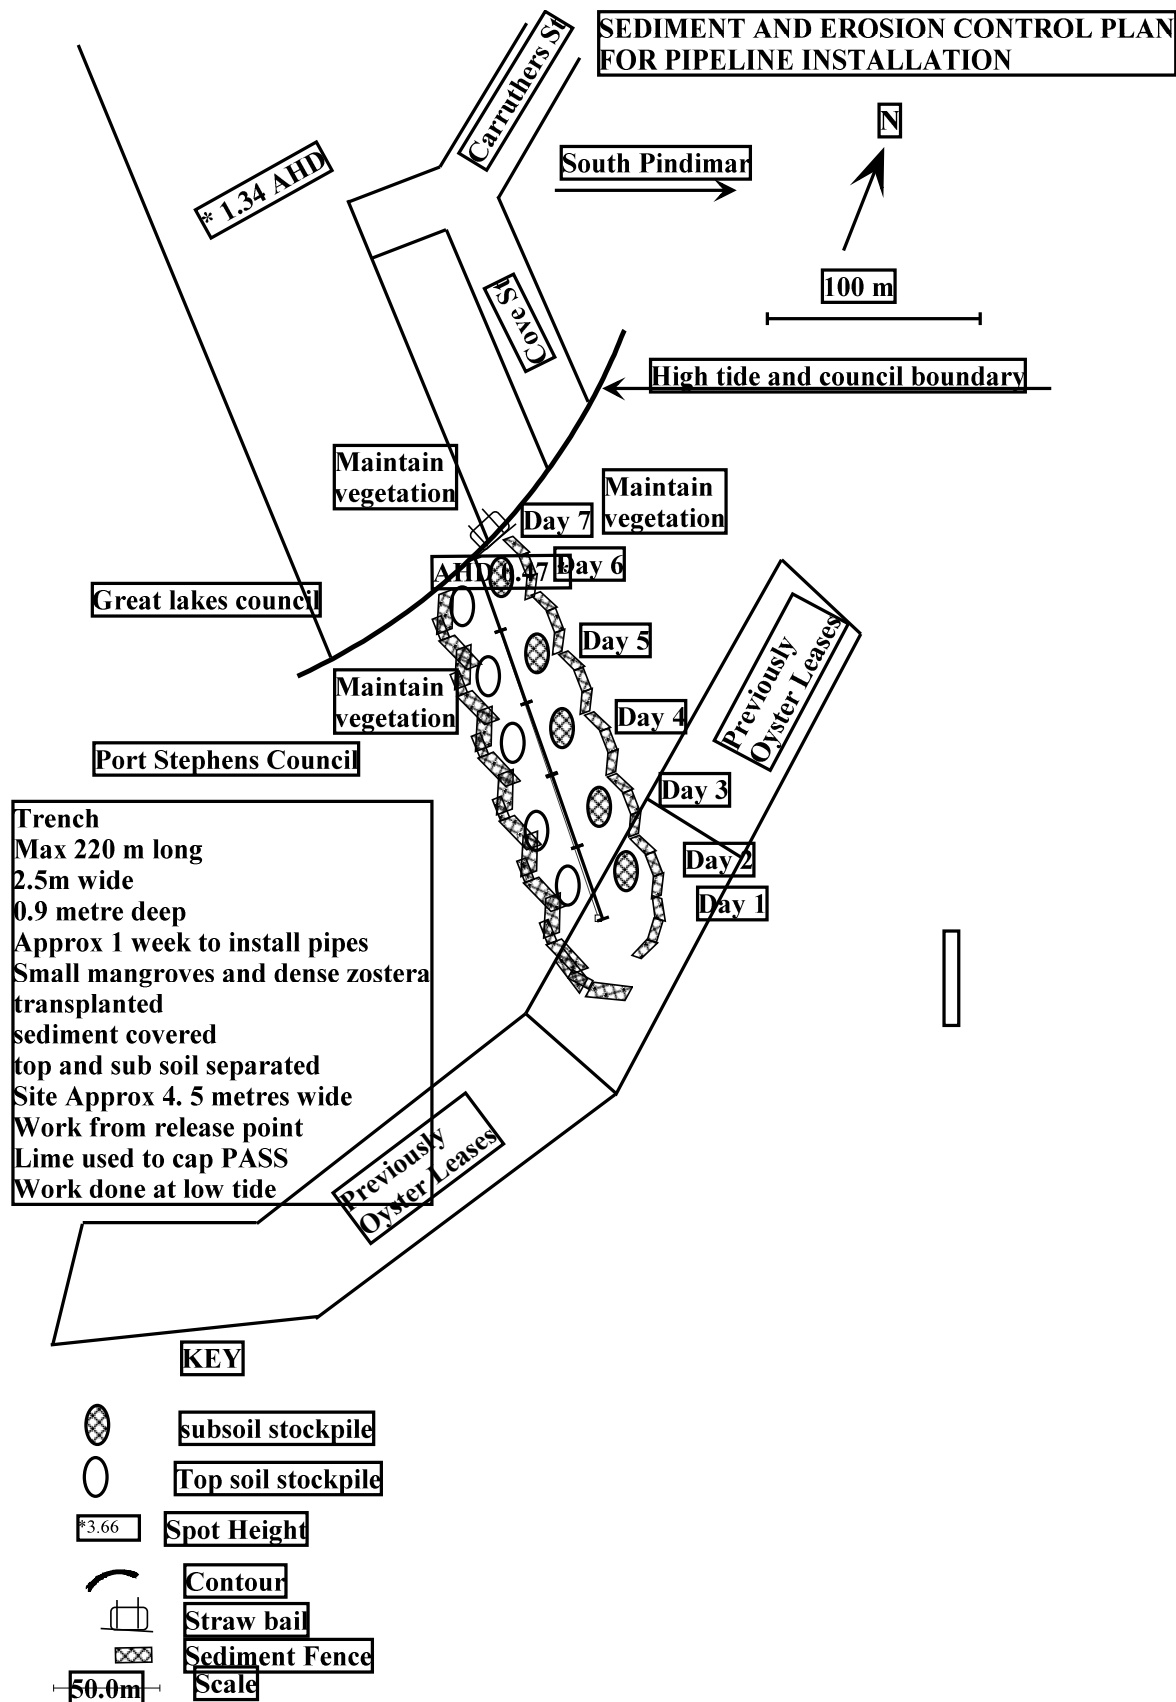 SEDIMENT AND EROSION CONTROL PLAN
FOR PIPELINE INSTALLATION
Carruthers St
N
South Pindimar
* 1.34 AHD
100 m
Cove St
High tide and council boundary
Maintain
vegetation
Maintain
vegetation
Day 7
AHD 0.47 *
Day 6
Great lakes council
Day 5
Previously
Oyster Leases
Maintain
vegetation
Day 4
Port Stephens Council
Day 3
Day 2
Day 1
Trench
Max 220 m long
2.5m wide
0.9 metre deep
Approx 1 week to install pipes
Small mangroves and dense zostera
transplanted
sediment covered
top and sub soil separated
Site Approx 4. 5 metres wide
Work from release point
Lime used to cap PASS
Work done at low tide
Previously
Oyster Leases
KEY
subsoil stockpile
Top soil stockpile
*3.66
Spot Height
Contour
Straw bail
Sediment Fence
50.0m
Scale